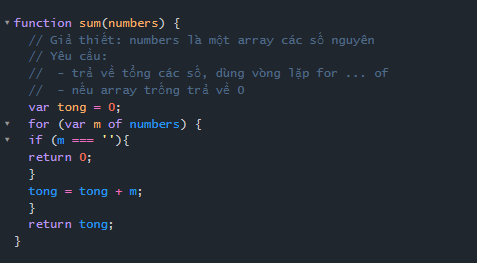 function sum(numbers) {
// Giả thiết: numbers là một array các số nguyên
// Yêu cầu:
// - trả về tổng các số, dùng vòng lặp for ... of
// - nếu array trống trả về 0
var tong = 0;
for (var m of numbers) {
if (m === ''){
return 0;
}
tong = tong + m;
}
return tong;
}